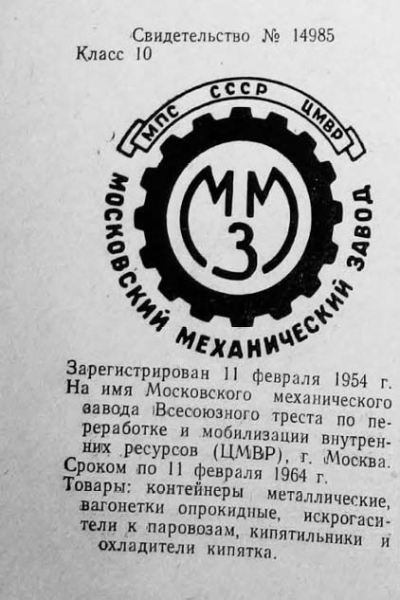 Свидетельство № 14985
Класс 10
МПС СССР ЦМВР
ММЗ
МОСКОВСКИЙ МЕХАНИЧЕСКИЙ ЗАВОД
Зарегистрирован 11 февраля 1954 г.
На имя Московского механического
завода Всесоюзного треста по пе-
реработке и мобилизации внутрен-
них ресурсов (ЦМВР), г. Москва.
Сроком по 11 февраля 1964 г.
Товары: контейнеры металлические,
вагонетки опрокидные, искрогаси-
тели к паровозам, кипятильники и
охладители кипятка.